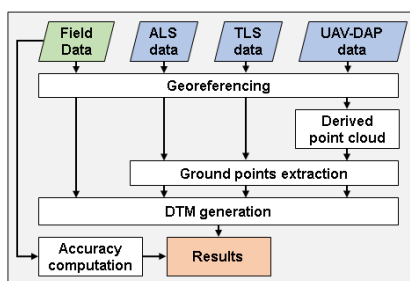 Field
Data
ALS
data
TLS
data
UAV-DAP
data
Georeferencing
Derived
point cloud
Ground points extraction
DTM generation
Accuracy
computation
Results